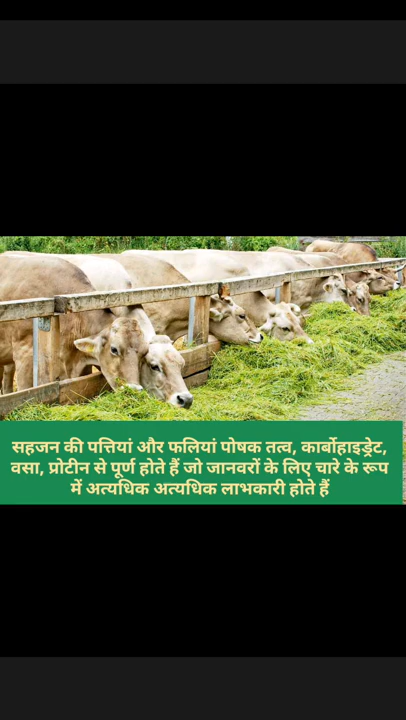 सहजन की पत्तियां और फलियां पोषक तत्व, कार्बोहाइड्रेट,
वसा, प्रोटीन से पूर्ण होते हैं जो जानवरों के लिए चारे के रूप
में अत्यधिक अत्यधिक लाभकारी होते हैं